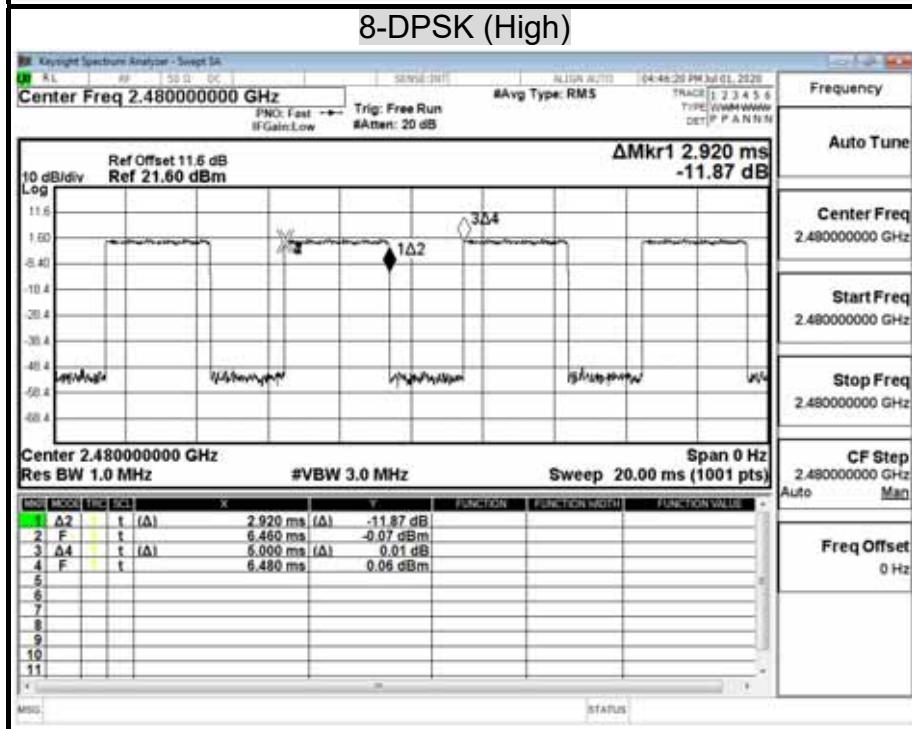 8-DPSK (High)
Keysight Spectrum Analyzer - Swept SA
RL RF 50 Ω DC SENSE:INT ALIGN AUTO 04:46:20 PM Jul 01, 2020
Center Freq 2.480000000 GHz
PNO: Fast
IFGain:Low
Trig: Free Run
#Atten: 20 dB
#Avg Type: RMS
TRACE 1 2 3 4 5 6
TYPE WWMWWWW
DET P P A N N N
ΔMkr1 2.920 ms
-11.87 dB
Ref Offset 11.6 dB
10 dB/div Ref 21.60 dBm
Log
11.6
1.60
-8.40
-18.4
-28.4
-38.4
-48.4
-58.4
-68.4
3Δ4
1Δ2
Center 2.480000000 GHz Span 0 Hz
Res BW 1.0 MHz #VBW 3.0 MHz Sweep 20.00 ms (1001 pts)
MKR MODE TRC SCL X Y FUNCTION FUNCTION WIDTH FUNCTION VALUE
1 Δ2 1 t (Δ) 2.920 ms (Δ) -11.87 dB
2 F 1 t 6.460 ms -0.07 dBm
3 Δ4 1 t (Δ) 5.000 ms (Δ) 0.01 dB
4 F 1 t 6.480 ms 0.06 dBm
5
6
7
8
9
10
11
MSG STATUS
Frequency
Auto Tune
Center Freq
2.480000000 GHz
Start Freq
2.480000000 GHz
Stop Freq
2.480000000 GHz
CF Step
2.480000000 GHz
Auto Man
Freq Offset
0 Hz